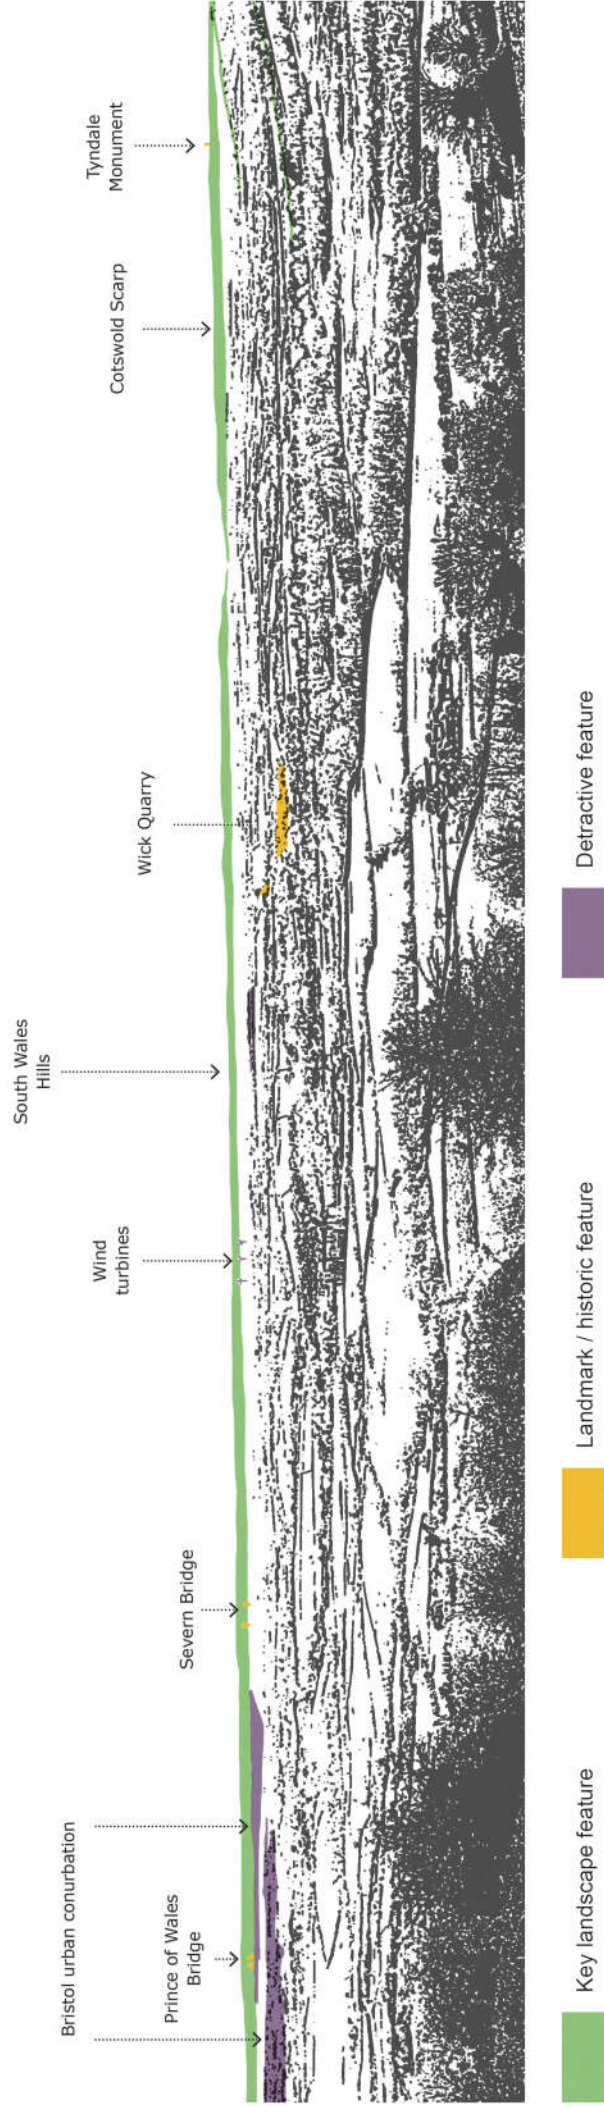 Bristol urban conurbation
Prince of Wales
Bridge
Severn Bridge
Wind
turbines
South Wales
Hills
Wick Quarry
Cotswold Scarp
Tyndale
Monument
Key landscape feature
Landmark / historic feature
Detractive feature